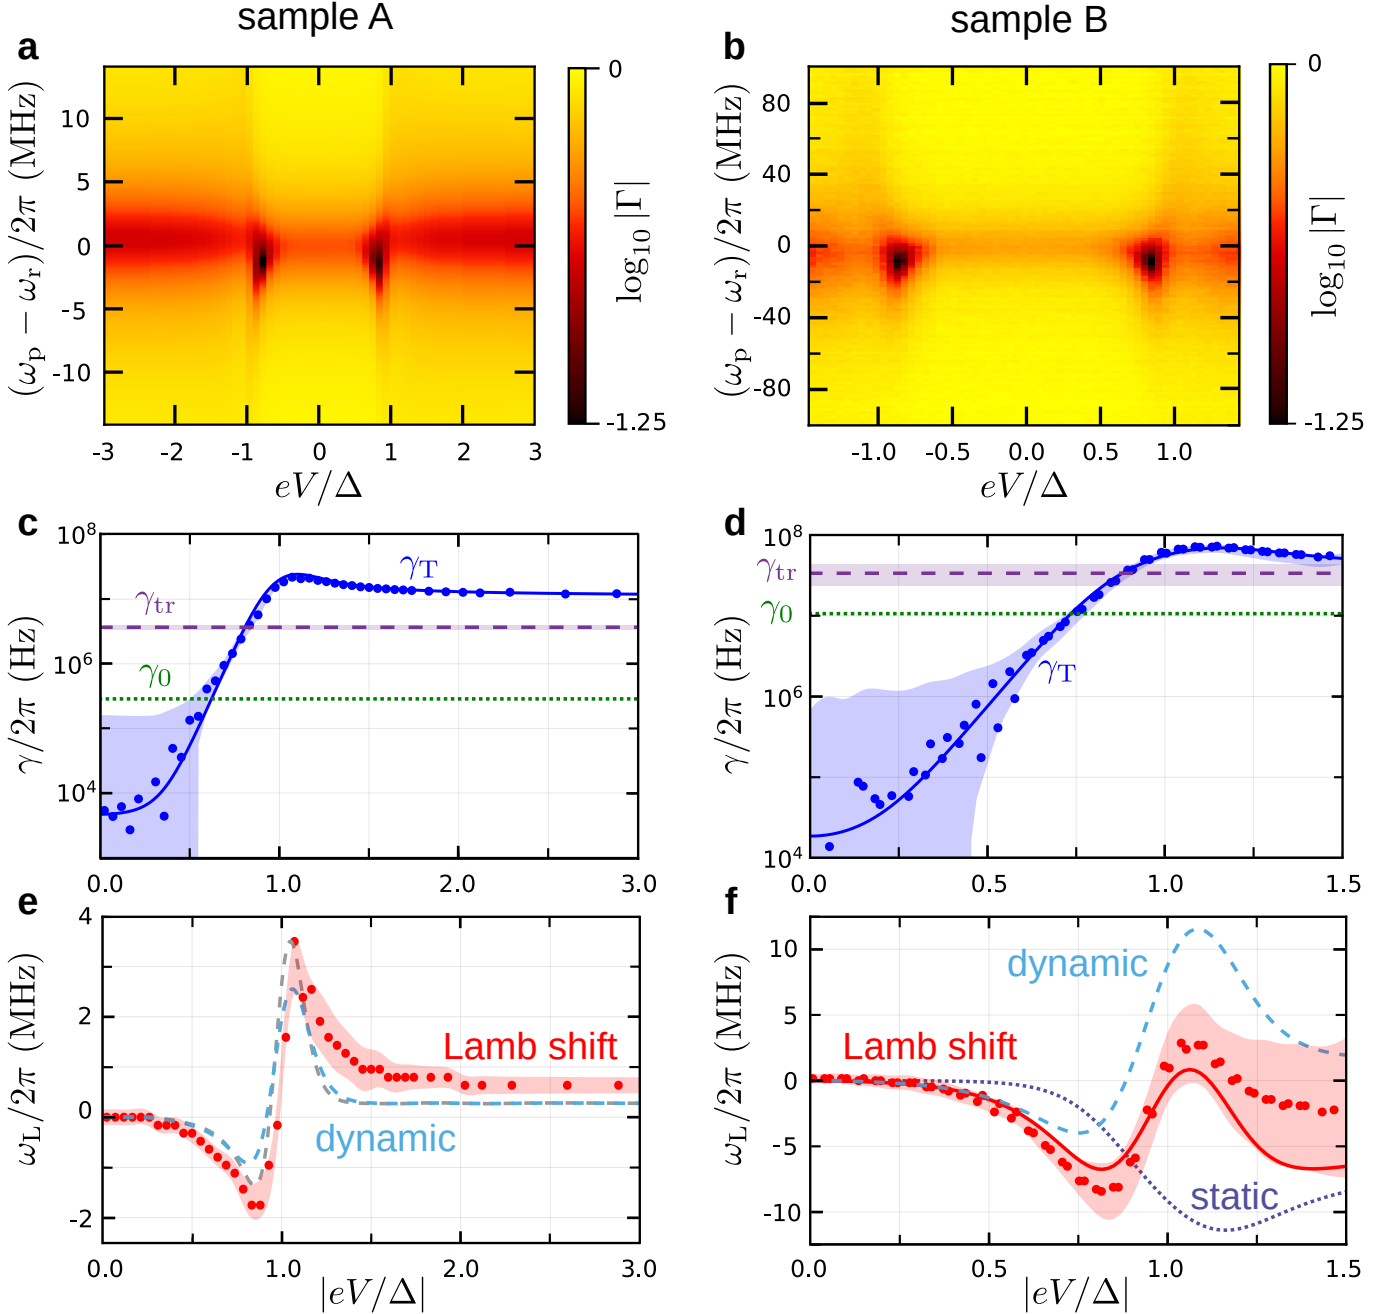 sample A
sample B
a
(ωp − ωr)/2π (MHz)
10
5
0
-5
-10
-3
-2
-1
0
1
2
3
eV/Δ
0
log10 |Γ|
-1.25
b
(ωp − ωr)/2π (MHz)
80
40
0
-40
-80
-1.0
-0.5
0.0
0.5
1.0
eV/Δ
0
log10 |Γ|
-1.25
c
γ/2π (Hz)
10^8
10^6
10^4
γT
γtr
γ0
0.0
1.0
2.0
3.0
d
γ/2π (Hz)
10^8
γtr
γ0
10^6
10^4
γT
0.0
0.5
1.0
1.5
e
ωL/2π (MHz)
4
2
0
-2
Lamb shift
dynamic
0.0
1.0
2.0
3.0
|eV/Δ|
f
ωL/2π (MHz)
10
5
0
-5
-10
dynamic
Lamb shift
static
0.0
0.5
1.0
1.5
|eV/Δ|